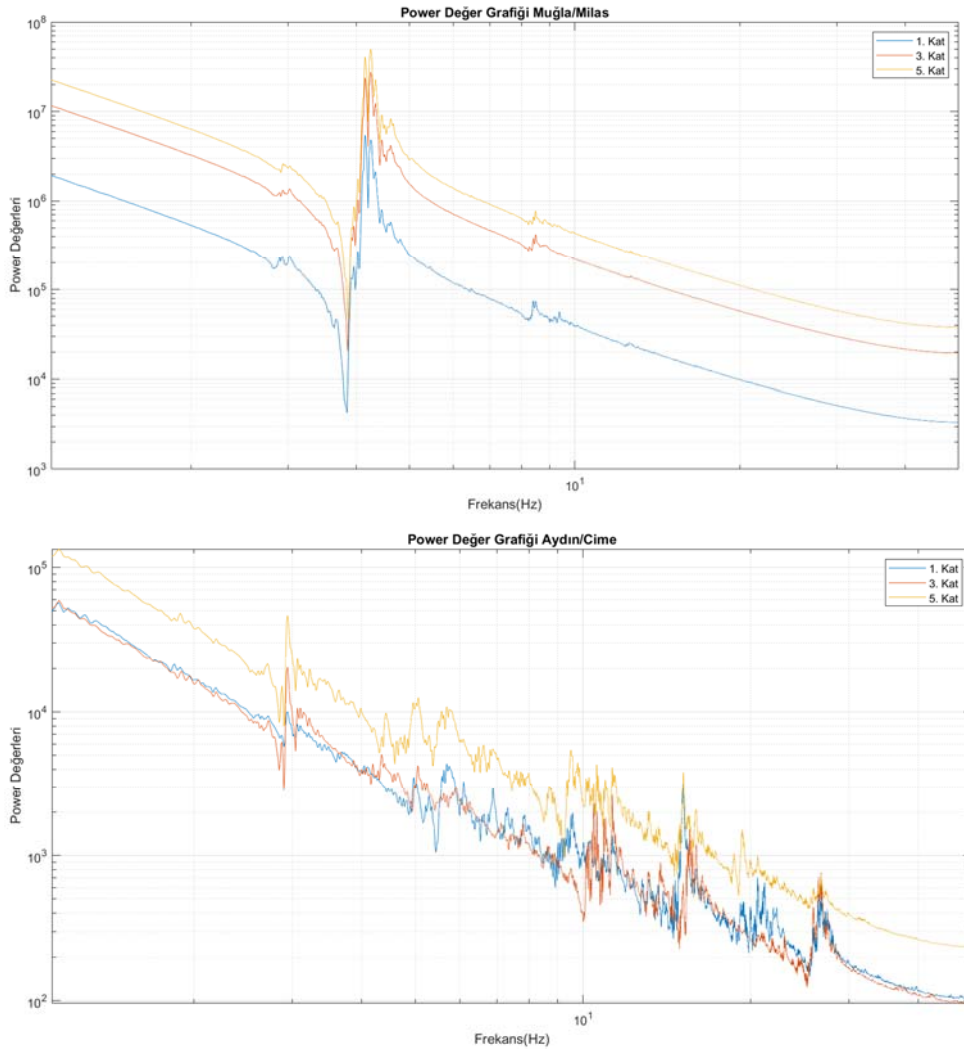 Power Değer Grafiği Muğla/Milas
10^8
10^7
10^6
10^5
10^4
10^3
Power Değerleri
1. Kat
3. Kat
5. Kat
10^1
Frekans(Hz)
Power Değer Grafiği Aydın/Cime
10^5
10^4
10^3
10^2
Power Değerleri
1. Kat
3. Kat
5. Kat
10^1
Frekans(Hz)